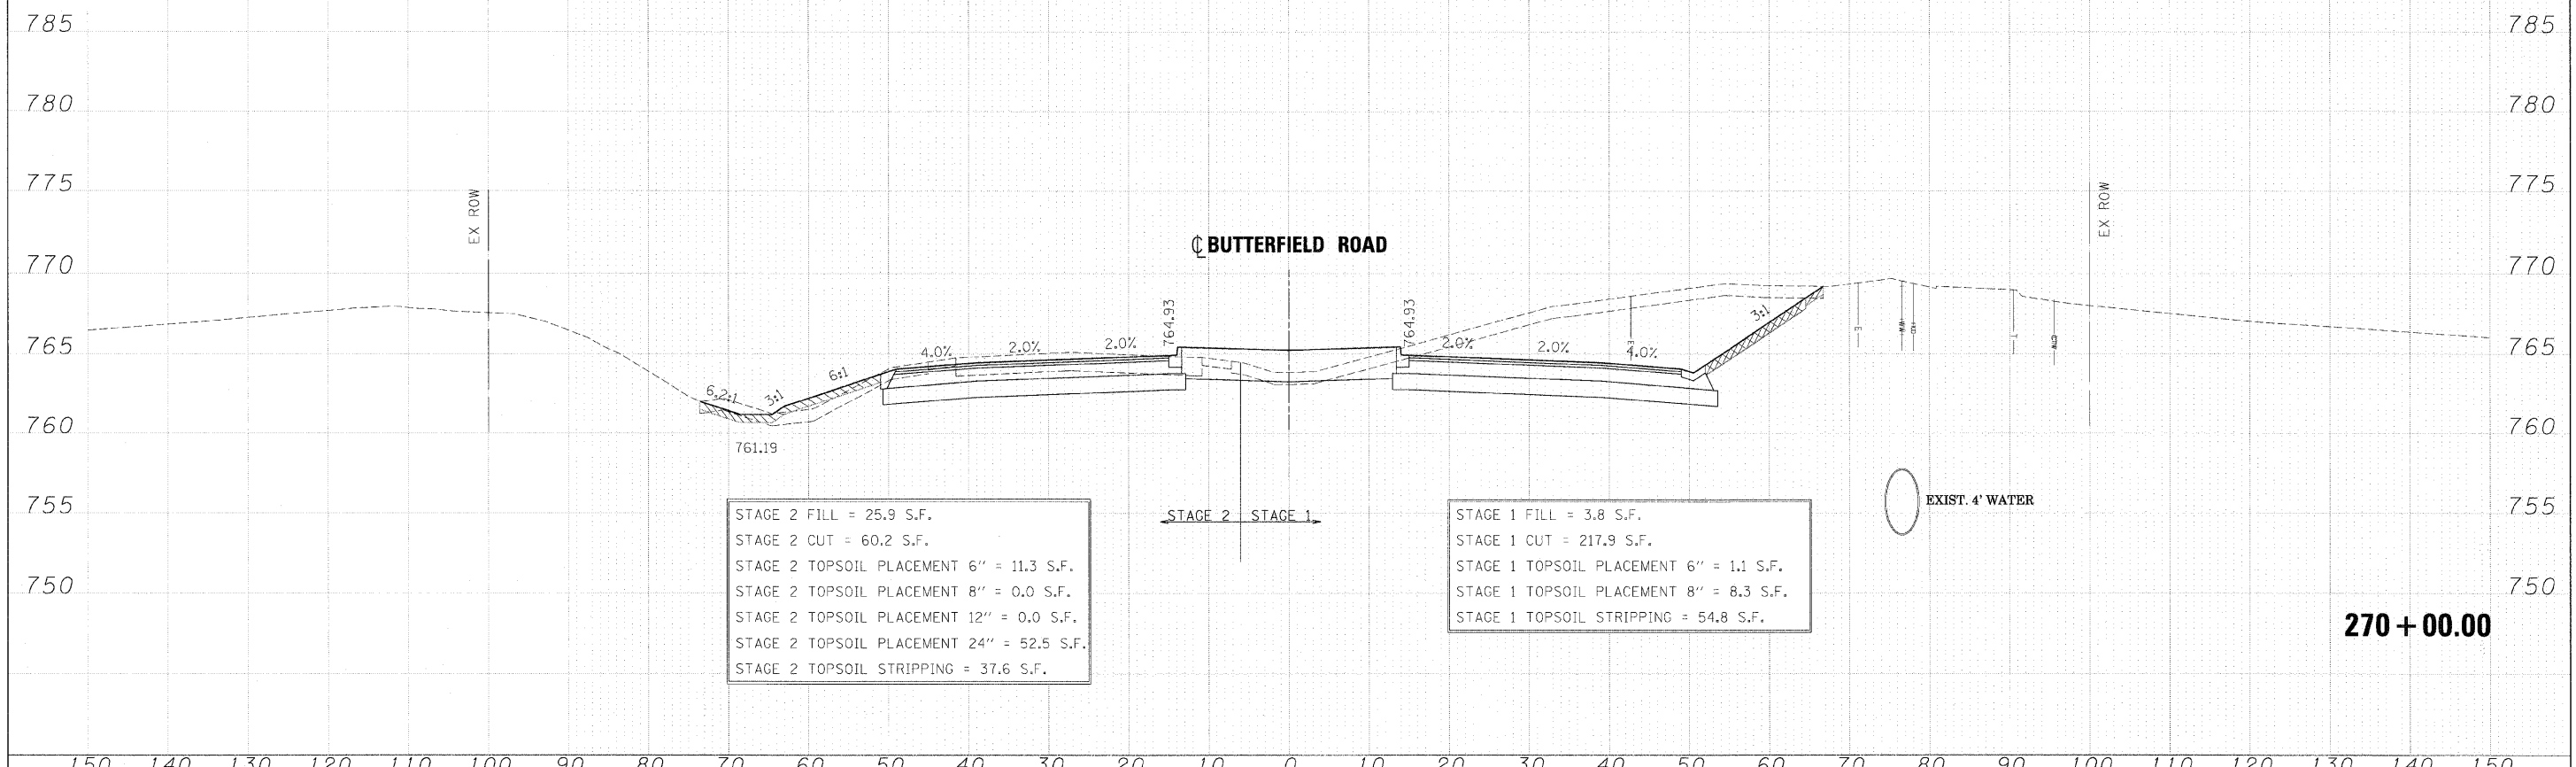 785 785
780 780
775 775
EX ROW EX ROW
770 770
℄ BUTTERFIELD ROAD
764.93 764.93
765 765
6.2:1 3:1 6:1 4.0% 2.0% 2.0% 2.0% 2.0% 4.0% 3:1
760 760
761.19
755 755
STAGE 2 STAGE 1
EXIST. 4' WATER
STAGE 2 FILL = 25.9 S.F.
STAGE 2 CUT = 60.2 S.F.
STAGE 2 TOPSOIL PLACEMENT 6'' = 11.3 S.F.
STAGE 2 TOPSOIL PLACEMENT 8'' = 0.0 S.F.
STAGE 2 TOPSOIL PLACEMENT 12'' = 0.0 S.F.
STAGE 2 TOPSOIL PLACEMENT 24'' = 52.5 S.F.
STAGE 2 TOPSOIL STRIPPING = 37.6 S.F.
STAGE 1 FILL = 3.8 S.F.
STAGE 1 CUT = 217.9 S.F.
STAGE 1 TOPSOIL PLACEMENT 6'' = 1.1 S.F.
STAGE 1 TOPSOIL PLACEMENT 8'' = 8.3 S.F.
STAGE 1 TOPSOIL STRIPPING = 54.8 S.F.
750 750
270+00.00
150 140 130 120 110 100 90 80 70 60 50 40 30 20 10 0 10 20 30 40 50 60 70 80 90 100 110 120 130 140 150